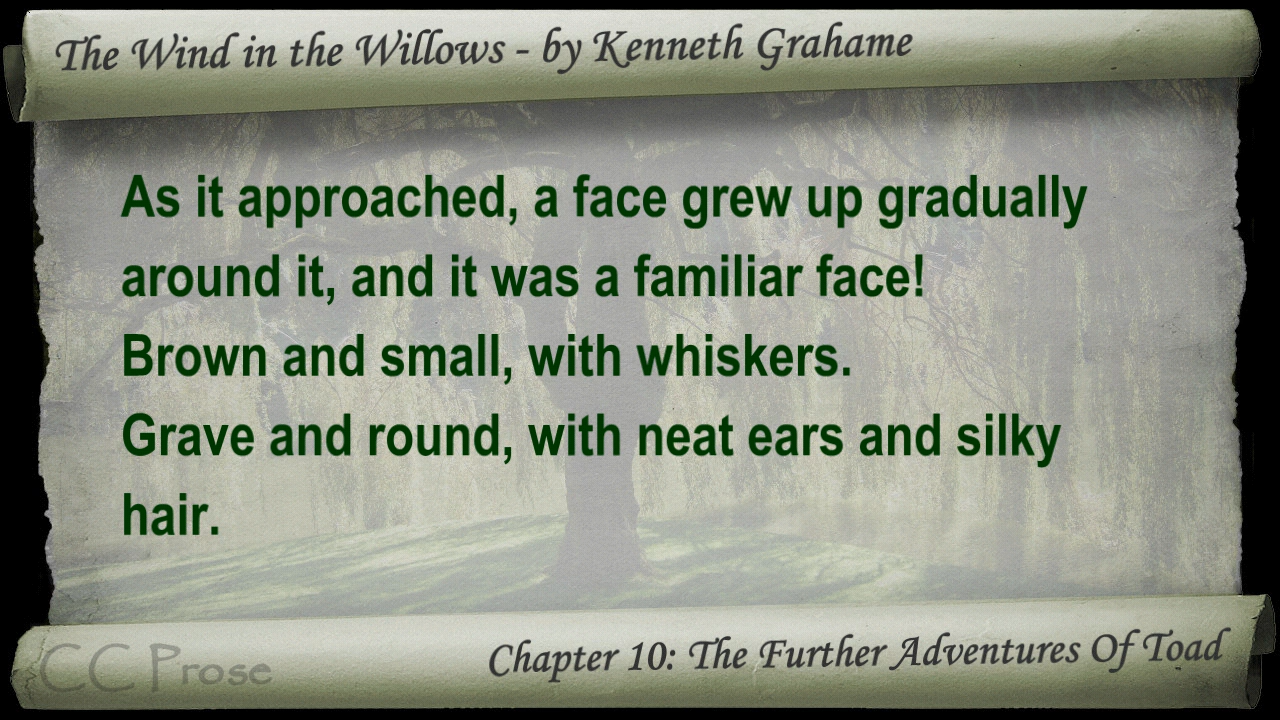 The Wind in the Willows - by Kenneth Grahame
As it approached, a face grew up gradually
around it, and it was a familiar face!
Brown and small, with whiskers.
Grave and round, with neat ears and silky
hair.
CC Prose
Chapter 10: The Further Adventures Of Toad